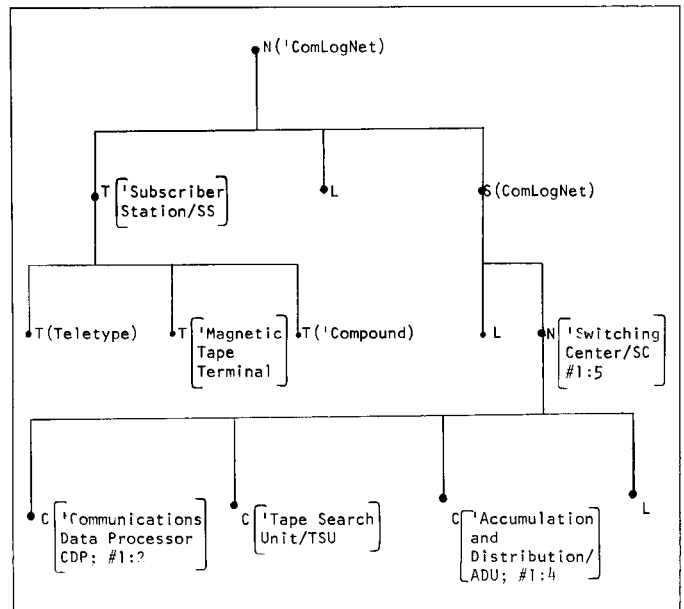 N('ComLogNet)
T ['Subscriber
Station/SS]
L
S(ComLogNet)
T(Teletype)
T ['Magnetic
Tape
Terminal]
T('Compound)
L
N ['Switching
Center/SC
#1:5]
C ['Communications
Data Processor
CDP; #1:2]
C ['Tape Search
Unit/TSU]
C ['Accumulation
and
Distribution/
ADU; #1:4]
L